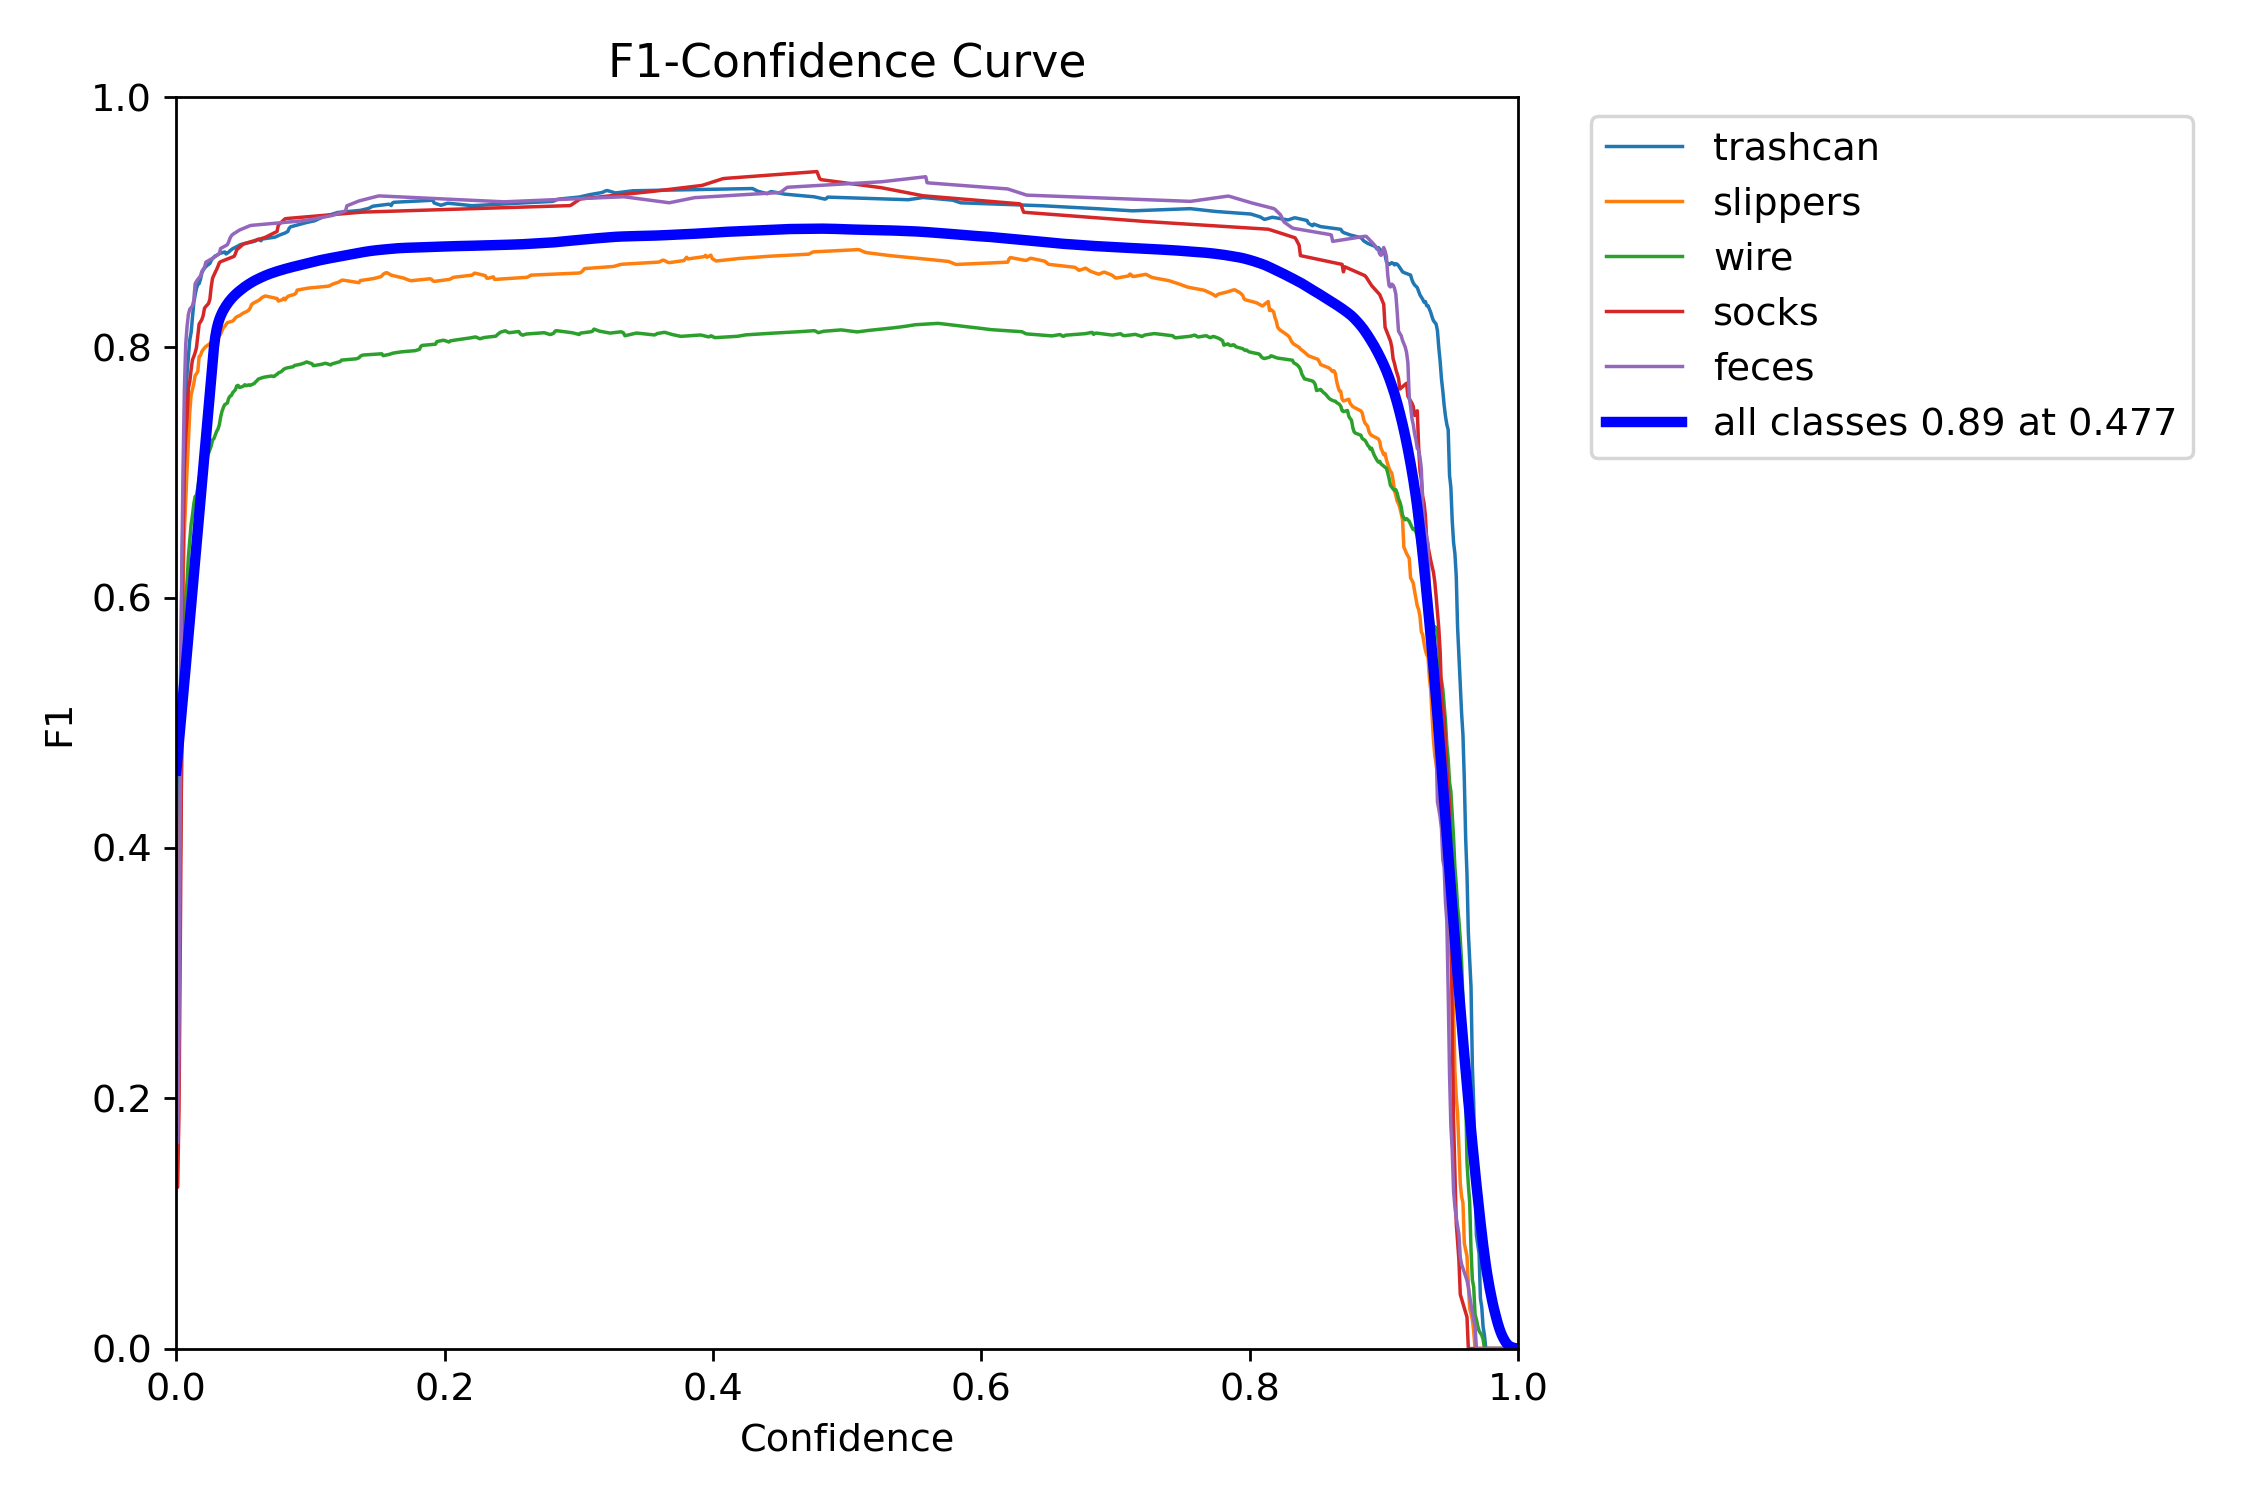 F1-Confidence Curve
1.0
0.8
0.6
0.4
0.2
0.0
F1
0.0 0.2 0.4 0.6 0.8 1.0
Confidence
trashcan
slippers
wire
socks
feces
all classes 0.89 at 0.477